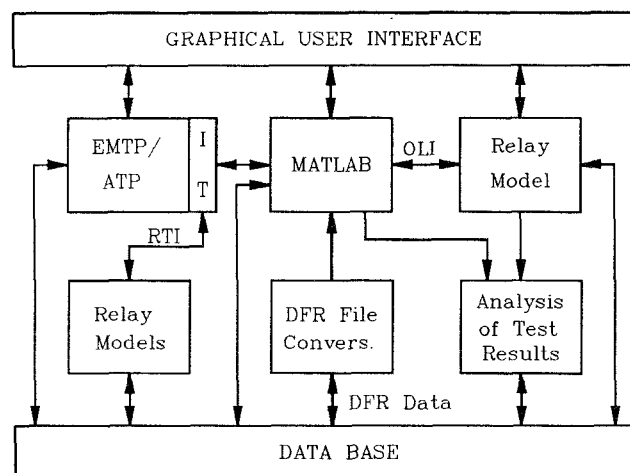 GRAPHICAL USER INTERFACE
EMTP/
ATP
I
T
MATLAB
OLI
Relay
Model
RTI
Relay
Models
DFR File
Convers.
Analysis
of Test
Results
DFR Data
DATA BASE